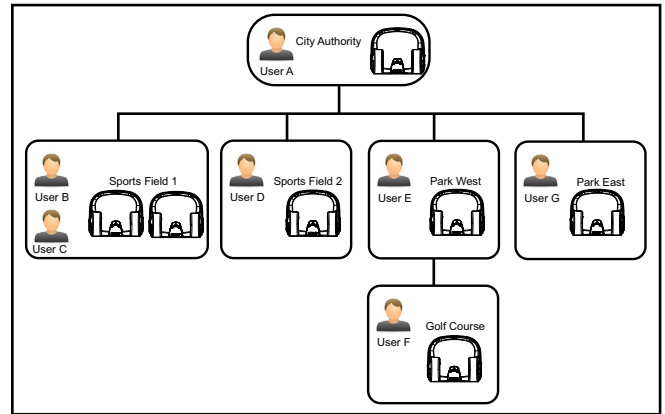 City Authority
User A
Sports Field 1
User B
User C
Sports Field 2
User D
Park West
User E
Park East
User G
Golf Course
User F